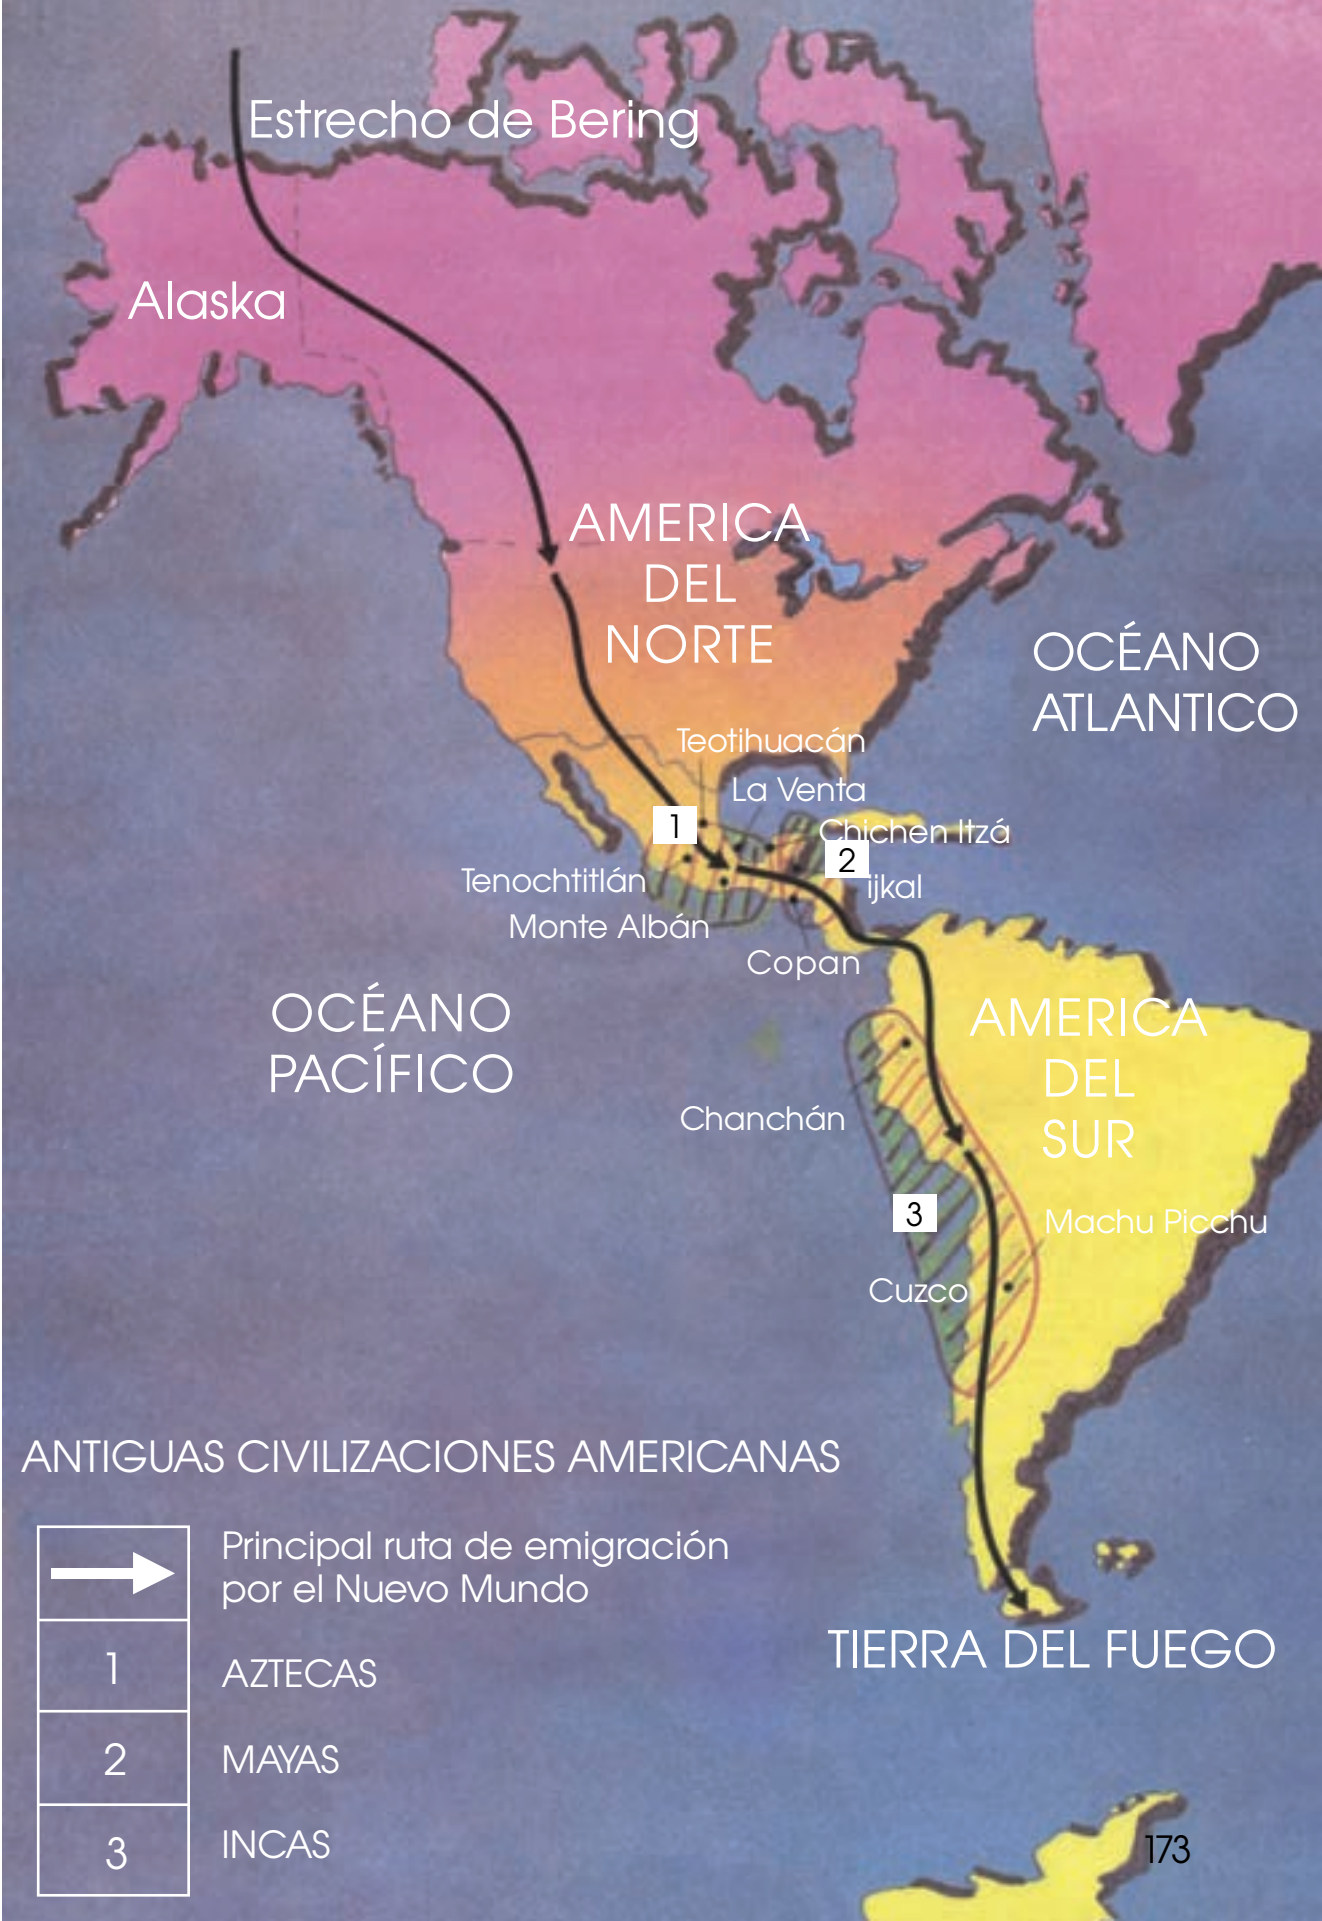 Estrecho de Bering
Alaska
AMERICA
DEL
NORTE
OCÉANO
ATLANTICO
Teotihuacán
La Venta
1
Chichen Itzá
2
Tenochtitlán
ijkal
Monte Albán
Copan
OCÉANO
PACÍFICO
AMERICA
DEL
SUR
Chanchán
3
Machu Picchu
Cuzco
ANTIGUAS CIVILIZACIONES AMERICANAS
Principal ruta de emigración
por el Nuevo Mundo
1 AZTECAS
2 MAYAS
3 INCAS
TIERRA DEL FUEGO
173